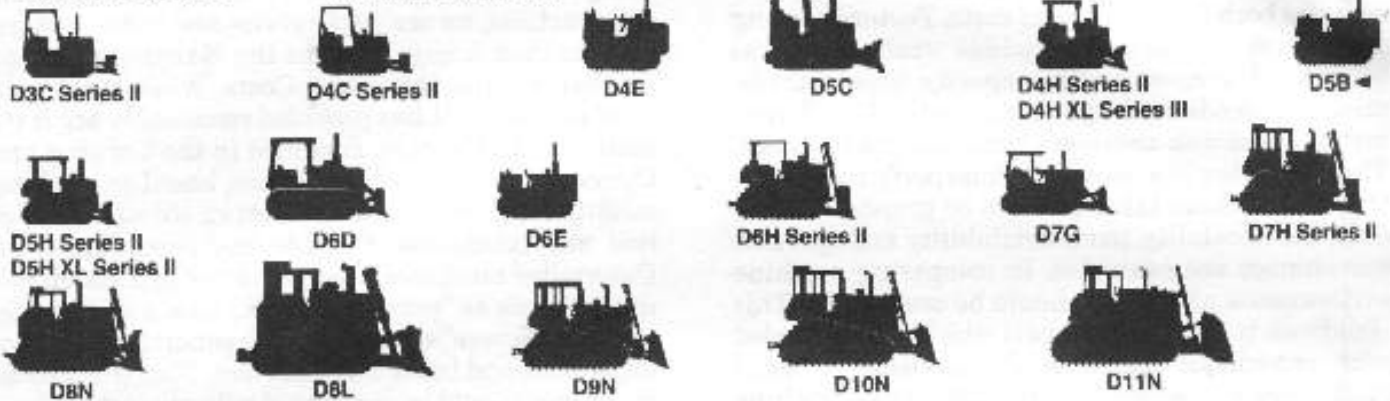 D3C Series II
D4C Series II
D4E
D5C
D4H Series II
D4H XL Series III
D5B ◄
D5H Series II
D5H XL Series II
D6D
D6E
D6H Series II
D7G
D7H Series II
D8N
D8L
D9N
D10N
D11N